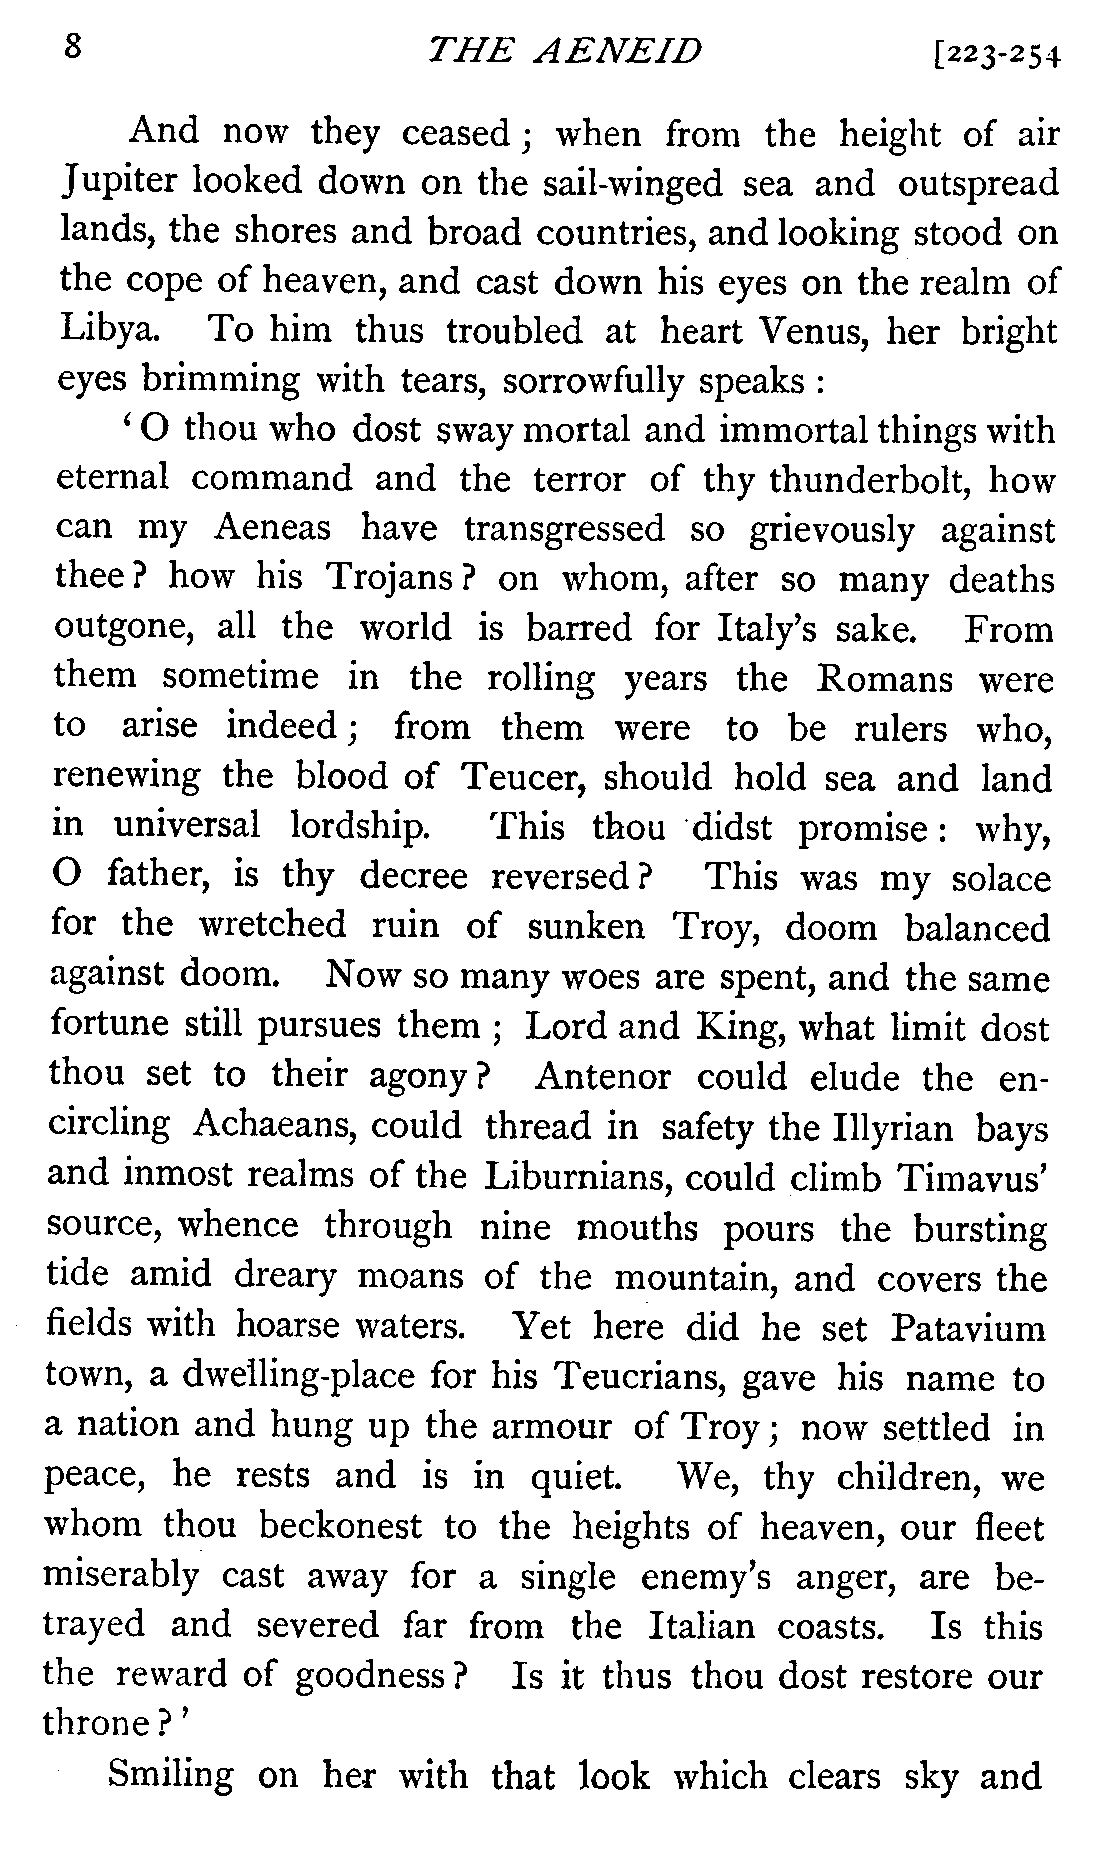 8 THE AENEID [223-254
And now they ceased ; when from the height of air
Jupiter looked down on the sail-winged sea and outspread
lands, the shores and broad countries, and looking stood on
the cope of heaven, and cast down his eyes on the realm of
Libya. To him thus troubled at heart Venus, her bright
eyes brimming with tears, sorrowfully speaks :
‘ O thou who dost sway mortal and immortal things with
eternal command and the terror of thy thunderbolt, how
can my Aeneas have transgressed so grievously against
thee ? how his Trojans ? on whom, after so many deaths
outgone, all the world is barred for Italy’s sake. From
them sometime in the rolling years the Romans were
to arise indeed ; from them were to be rulers who,
renewing the blood of Teucer, should hold sea and land
in universal lordship. This thou didst promise : why,
O father, is thy decree reversed ? This was my solace
for the wretched ruin of sunken Troy, doom balanced
against doom. Now so many woes are spent, and the same
fortune still pursues them ; Lord and King, what limit dost
thou set to their agony ? Antenor could elude the en-
circling Achaeans, could thread in safety the Illyrian bays
and inmost realms of the Liburnians, could climb Timavus’
source, whence through nine mouths pours the bursting
tide amid dreary moans of the mountain, and covers the
fields with hoarse waters. Yet here did he set Patavium
town, a dwelling-place for his Teucrians, gave his name to
a nation and hung up the armour of Troy ; now settled in
peace, he rests and is in quiet. We, thy children, we
whom thou beckonest to the heights of heaven, our fleet
miserably cast away for a single enemy’s anger, are be-
trayed and severed far from the Italian coasts. Is this
the reward of goodness ? Is it thus thou dost restore our
throne ? ’
Smiling on her with that look which clears sky and